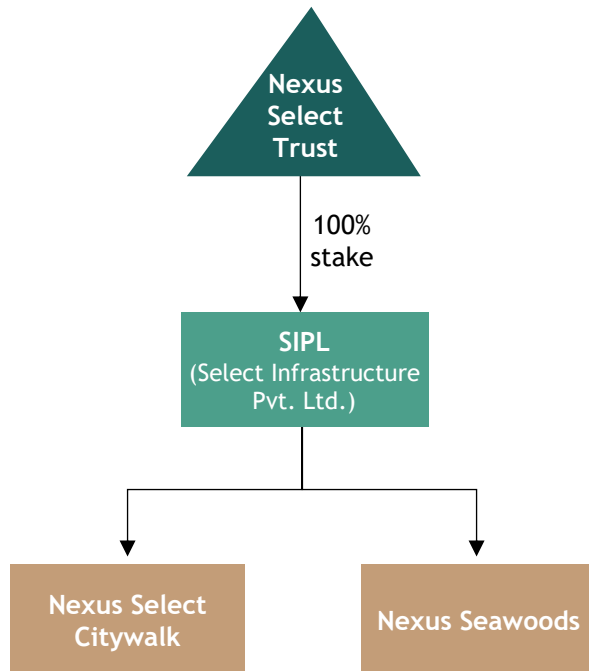 Nexus
Select
Trust
100%
stake
SIPL
(Select Infrastructure
Pvt. Ltd.)
Nexus Select
Citywalk
Nexus Seawoods